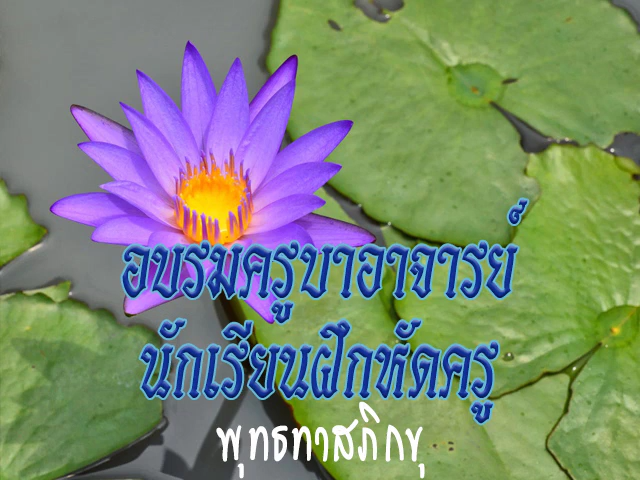 อบรมครูบาอาจารย์
นักเรียนฝึกหัดครู
พุทธทาสภิกขุ